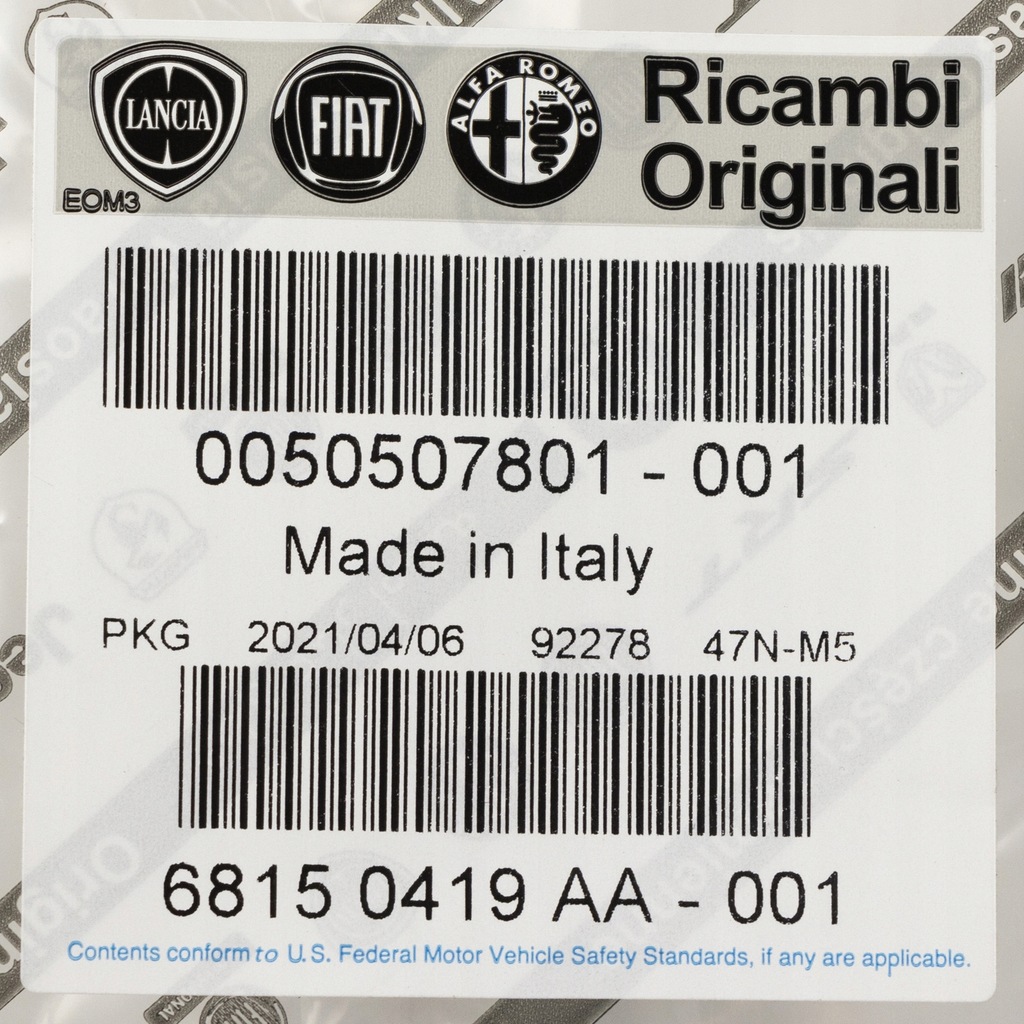 LANCIA
FIAT
ALFA ROMEO
Ricambi
Originali
EOM3
0050507801 - 001
Made in Italy
PKG 2021/04/06 92278 47N-M5
6815 0419 AA - 001
Contents conform to U.S. Federal Motor Vehicle Safety Standards, if any are applicable.